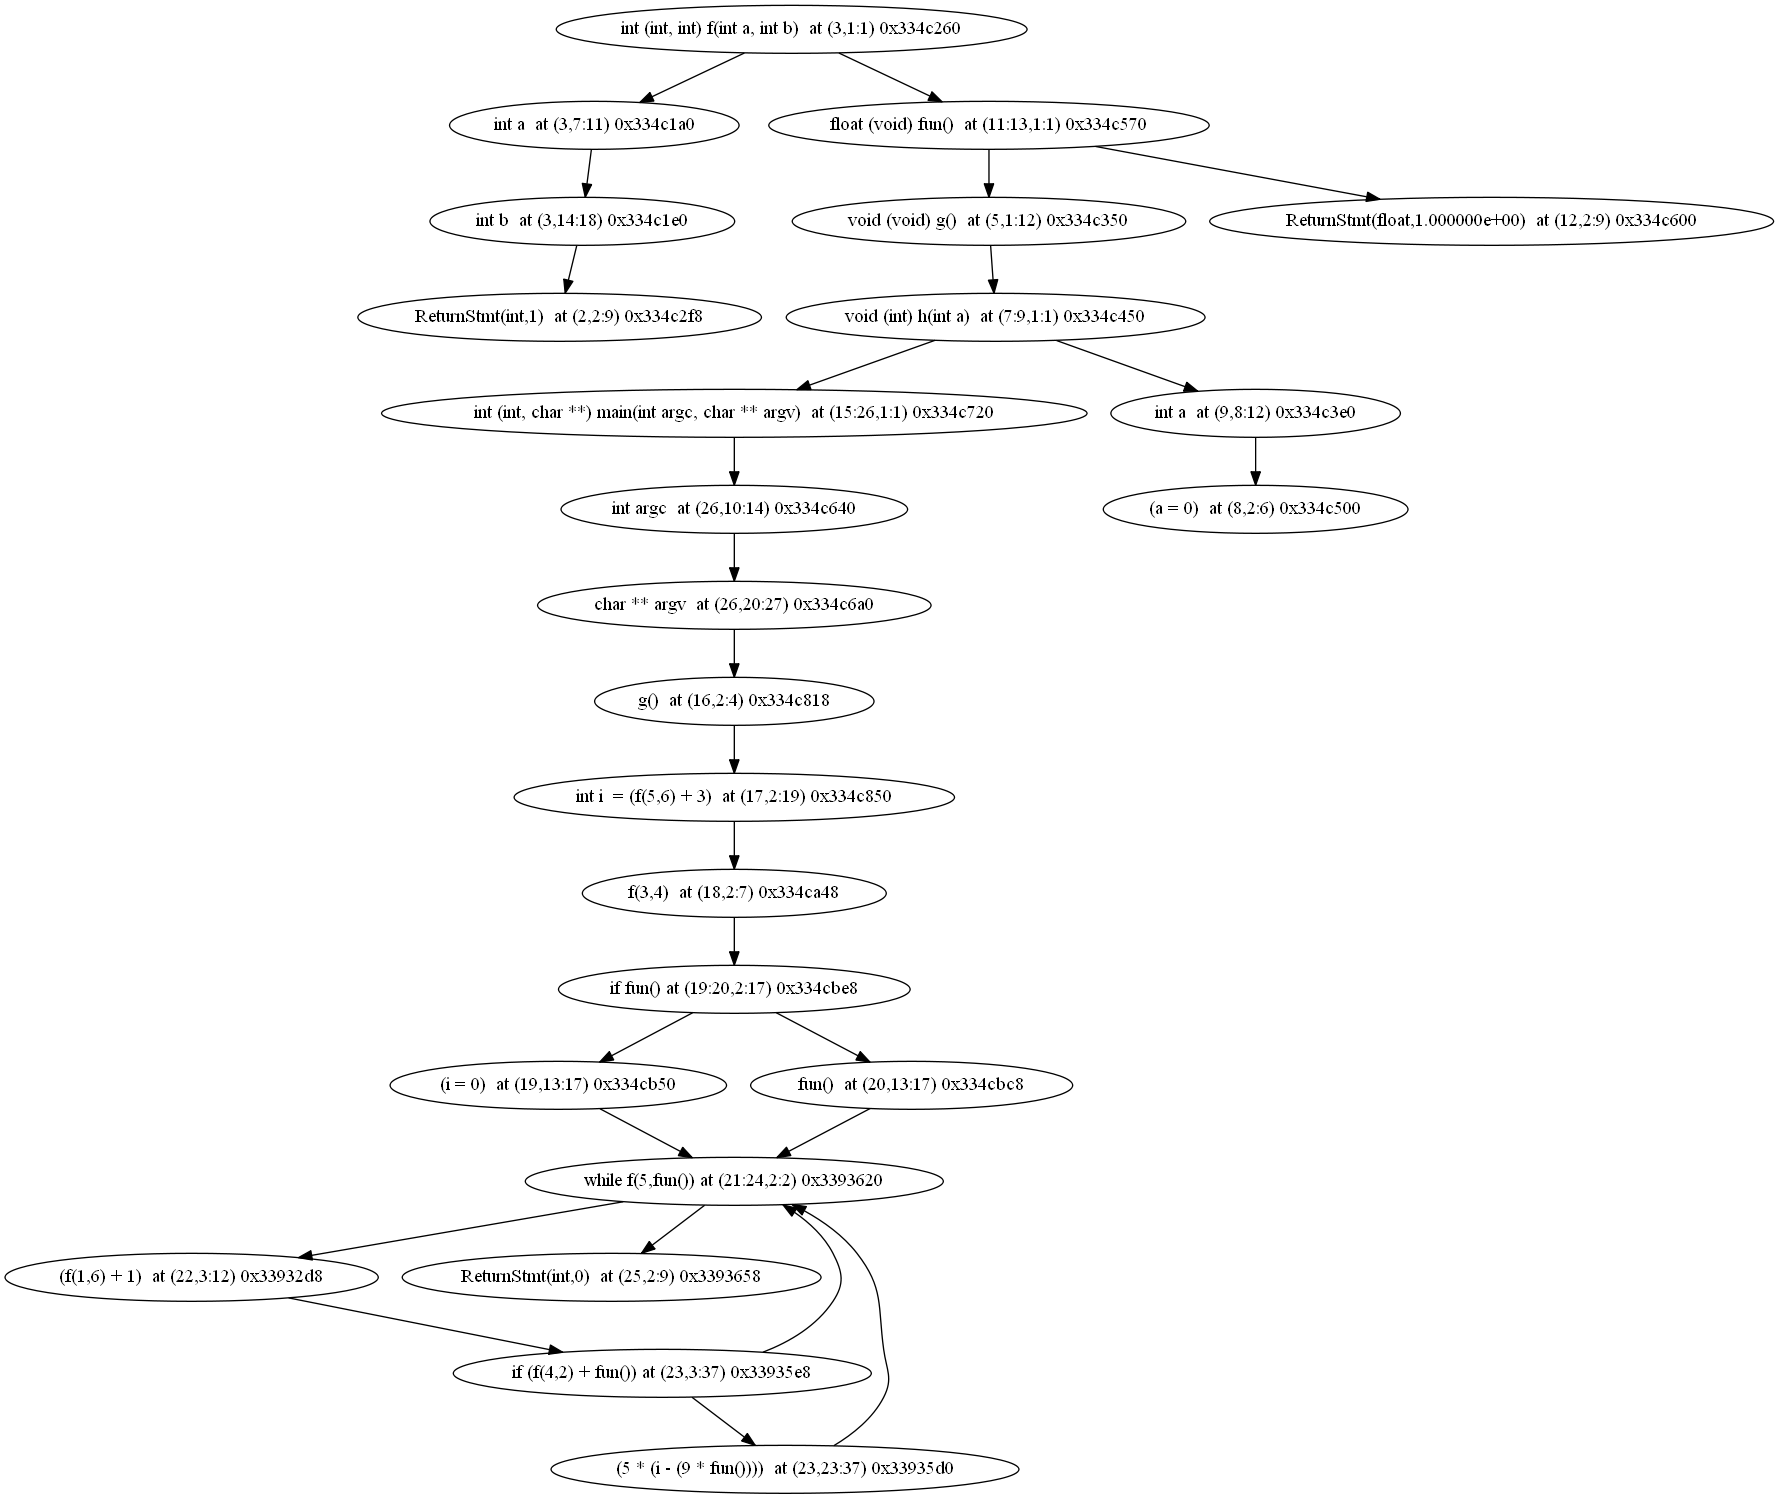 int (int, int) f(int a, int b)  at (3,1:1) 0x334c260
int a  at (3,7:11) 0x334c1a0
float (void) fun()  at (11:13,1:1) 0x334c570
int b  at (3,14:18) 0x334c1e0
void (void) g()  at (5,1:12) 0x334c350
ReturnStmt(float,1.000000e+00)  at (12,2:9) 0x334c600
ReturnStmt(int,1)  at (2,2:9) 0x334c2f8
void (int) h(int a)  at (7:9,1:1) 0x334c450
int (int, char **) main(int argc, char ** argv)  at (15:26,1:1) 0x334c720
int a  at (9,8:12) 0x334c3e0
int argc  at (26,10:14) 0x334c640
(a = 0)  at (8,2:6) 0x334c500
char ** argv  at (26,20:27) 0x334c6a0
g()  at (16,2:4) 0x334c818
int i  = (f(5,6) + 3)  at (17,2:19) 0x334c850
f(3,4)  at (18,2:7) 0x334ca48
if fun() at (19:20,2:17) 0x334cbe8
(i = 0)  at (19,13:17) 0x334cb50
fun()  at (20,13:17) 0x334cbc8
while f(5,fun()) at (21:24,2:2) 0x3393620
(f(1,6) + 1)  at (22,3:12) 0x33932d8
ReturnStmt(int,0)  at (25,2:9) 0x3393658
if (f(4,2) + fun()) at (23,3:37) 0x33935e8
(5 * (i - (9 * fun())))  at (23,23:37) 0x33935d0